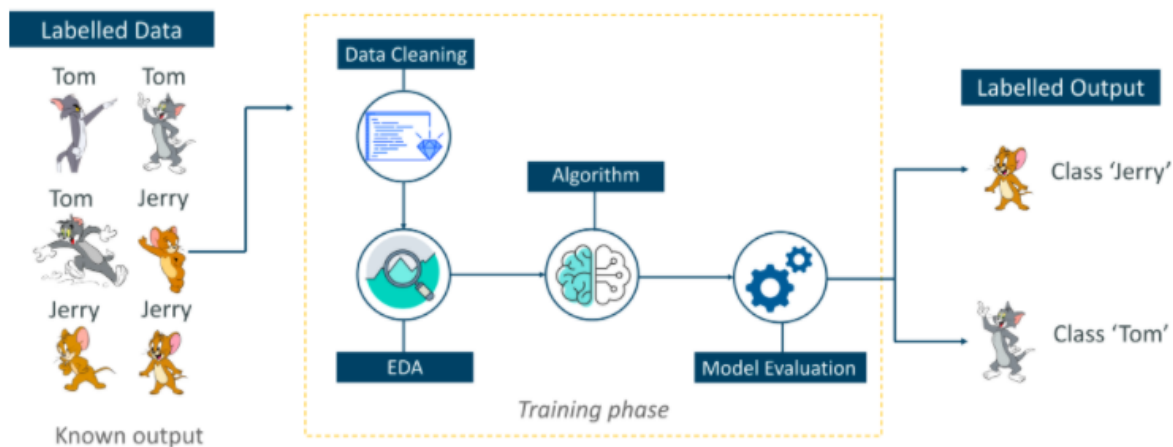 Labelled Data
Tom Tom
Tom Jerry
Jerry Jerry
Known output
Data Cleaning
EDA
Algorithm
Model Evaluation
Training phase
Labelled Output
Class ‘Jerry’
Class ‘Tom’